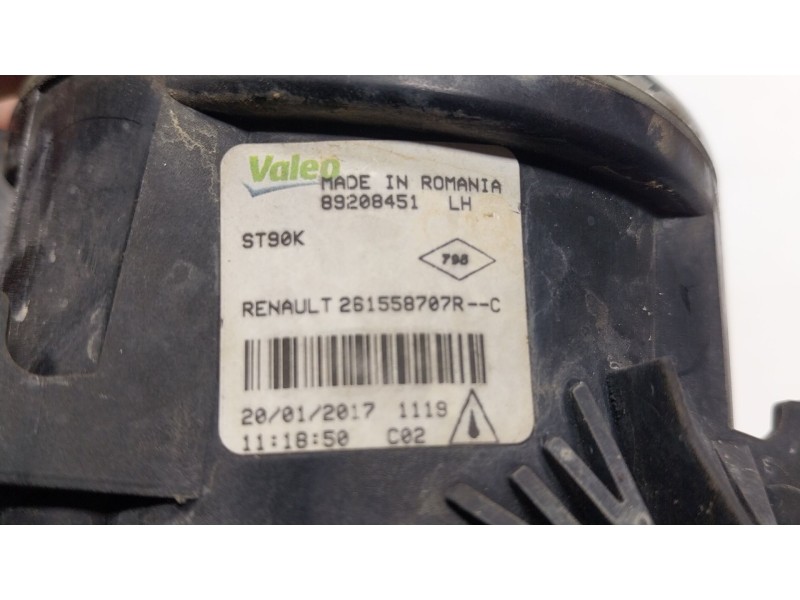 Valeo
MADE IN ROMANIA
89208451 LH
ST90K
798
RENAULT 261558707R--C
20/01/2017 1119
11:18:50 C02